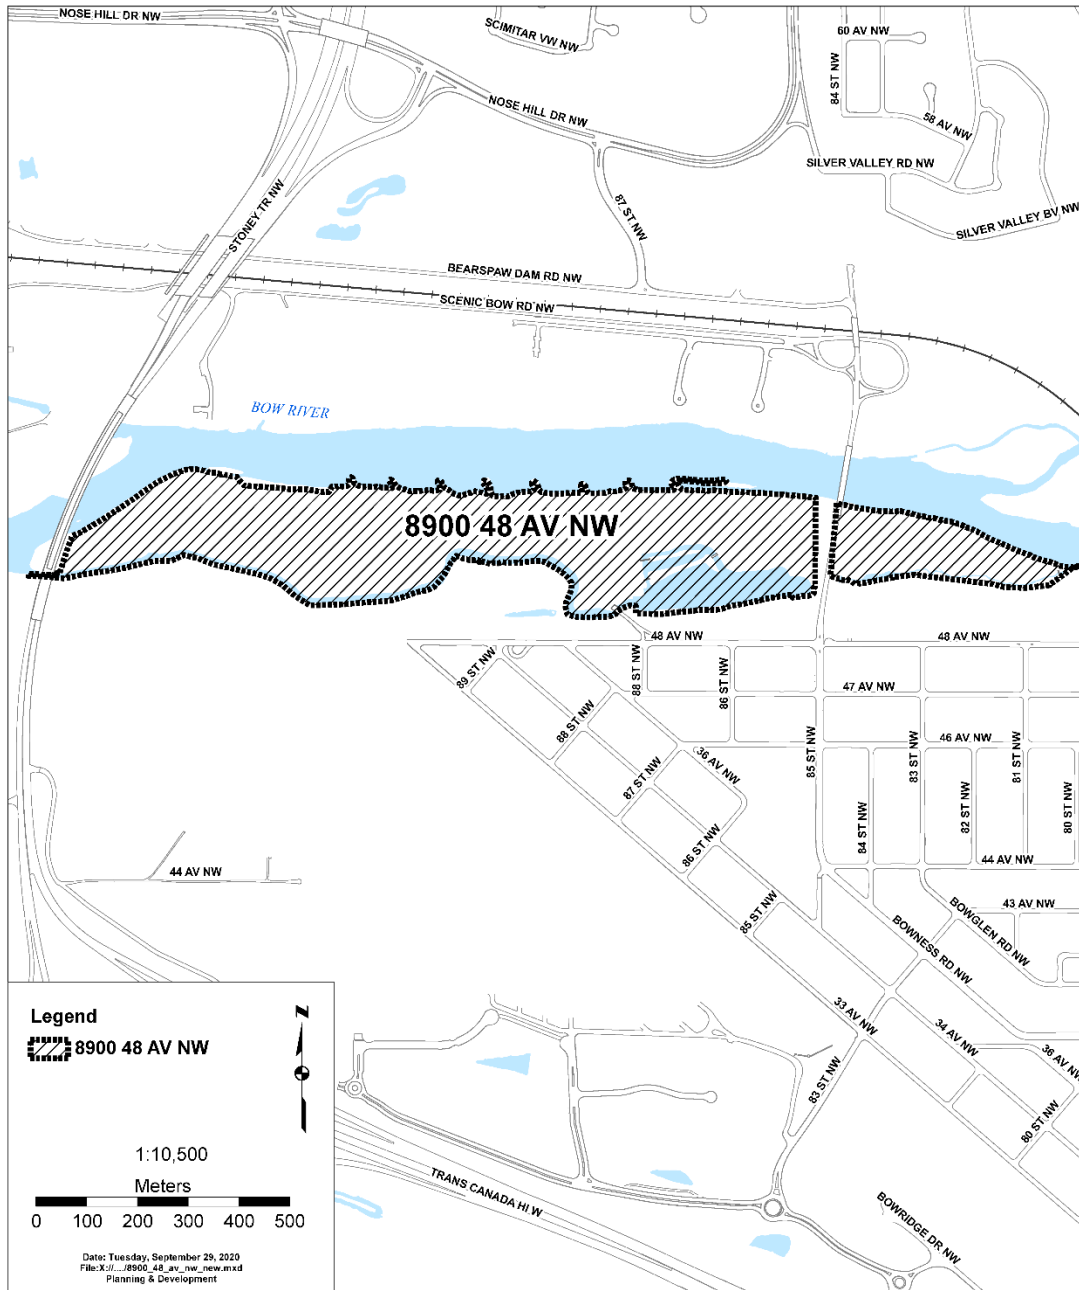 NOSE HILL DR NW
SCIMITAR VW NW
60 AV NW
84 ST NW
NOSE HILL DR NW
58 AV NW
SILVER VALLEY RD NW
STONEY TR NW
87 ST NW
SILVER VALLEY BV NW
BEARSPAW DAM RD NW
SCENIC BOW RD NW
BOW RIVER
8900 48 AV NW
48 AV NW
48 AV NW
89 ST NW
88 ST NW
86 ST NW
47 AV NW
88 ST NW
46 AV NW
36 AV NW
85 ST NW
83 ST NW
81 ST NW
87 ST NW
84 ST NW
82 ST NW
80 ST NW
86 ST NW
44 AV NW
44 AV NW
85 ST NW
43 AV NW
BOWGLEN RD NW
BOWNESS RD NW
33 AV NW
34 AV NW
36 AV NW
83 ST NW
80 ST NW
TRANS CANADA HI W
BOWRIDGE DR NW
Legend
8900 48 AV NW
N
1:10,500
Meters
0 100 200 300 400 500
Date: Tuesday, September 29, 2020
File:X://..../8900_48_av_nw_new.mxd
Planning & Development